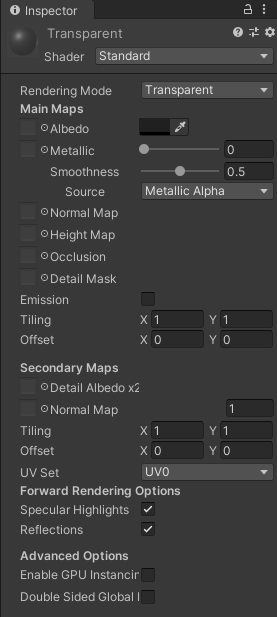 Inspector
Transparent
Shader Standard
Rendering Mode Transparent
Main Maps
Albedo
Metallic 0
Smoothness 0.5
Source Metallic Alpha
Normal Map
Height Map
Occlusion
Detail Mask
Emission
Tiling X 1 Y 1
Offset X 0 Y 0
Secondary Maps
Detail Albedo x2
Normal Map 1
Tiling X 1 Y 1
Offset X 0 Y 0
UV Set UV0
Forward Rendering Options
Specular Highlights
Reflections
Advanced Options
Enable GPU Instancin
Double Sided Global I